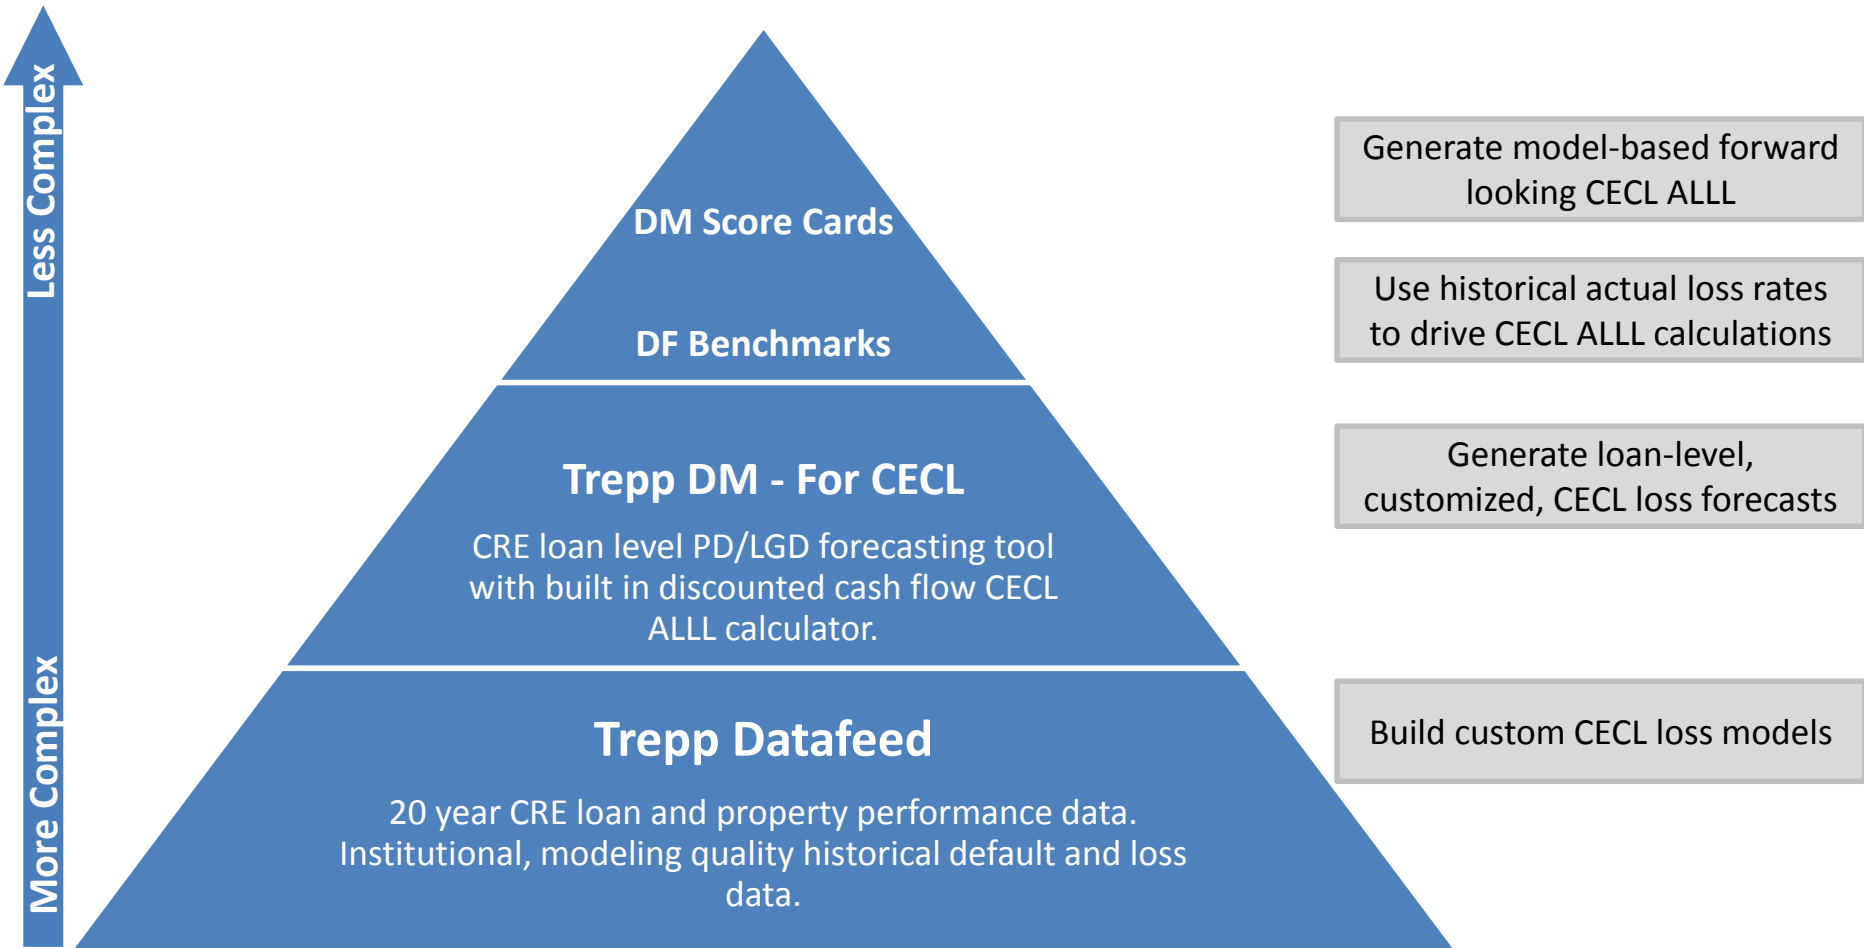 Less Complex
More Complex
DM Score Cards
DF Benchmarks
Trepp DM - For CECL
CRE loan level PD/LGD forecasting tool
with built in discounted cash flow CECL
ALLL calculator.
Trepp Datafeed
20 year CRE loan and property performance data.
Institutional, modeling quality historical default and loss
data.
Generate model-based forward
looking CECL ALLL
Use historical actual loss rates
to drive CECL ALLL calculations
Generate loan-level,
customized, CECL loss forecasts
Build custom CECL loss models